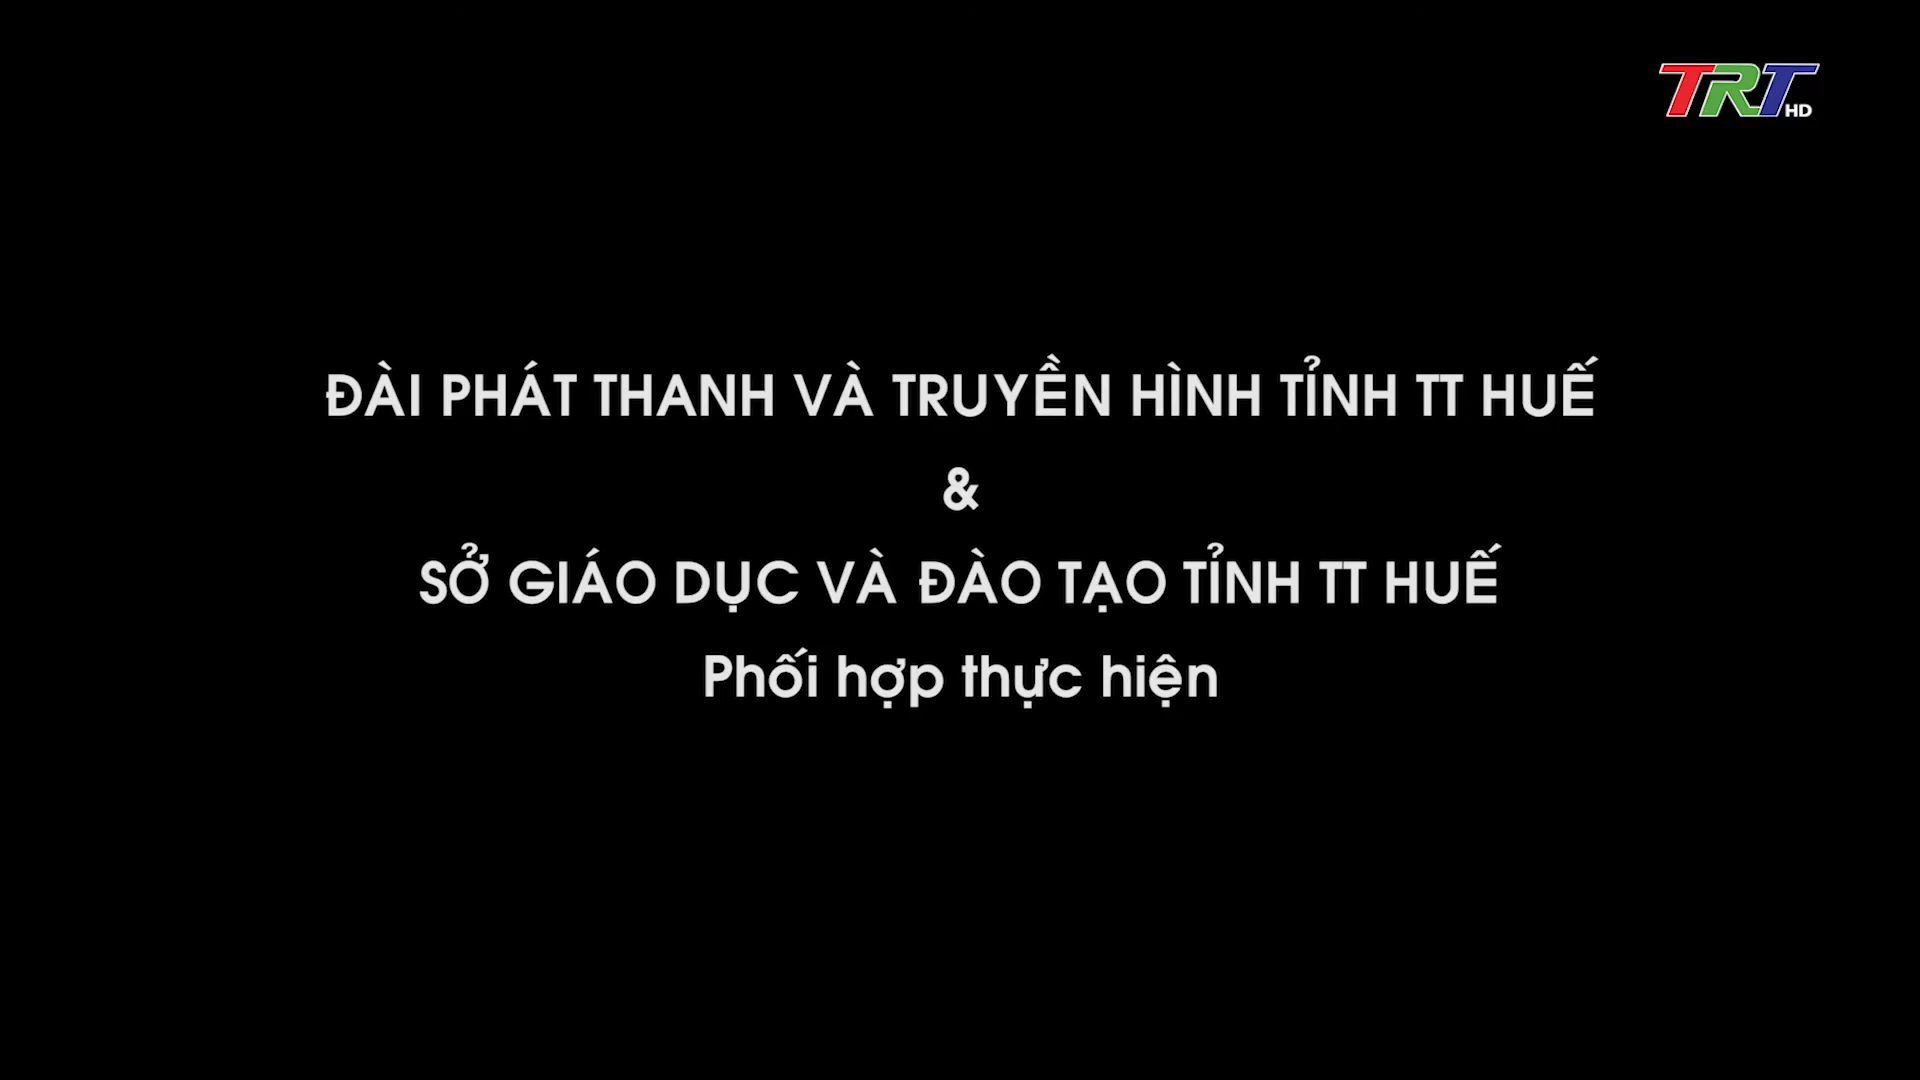 TRT HD
ĐÀI PHÁT THANH VÀ TRUYỀN HÌNH TỈNH TT HUẾ
&
SỞ GIÁO DỤC VÀ ĐÀO TẠO TỈNH TT HUẾ
Phối hợp thực hiện